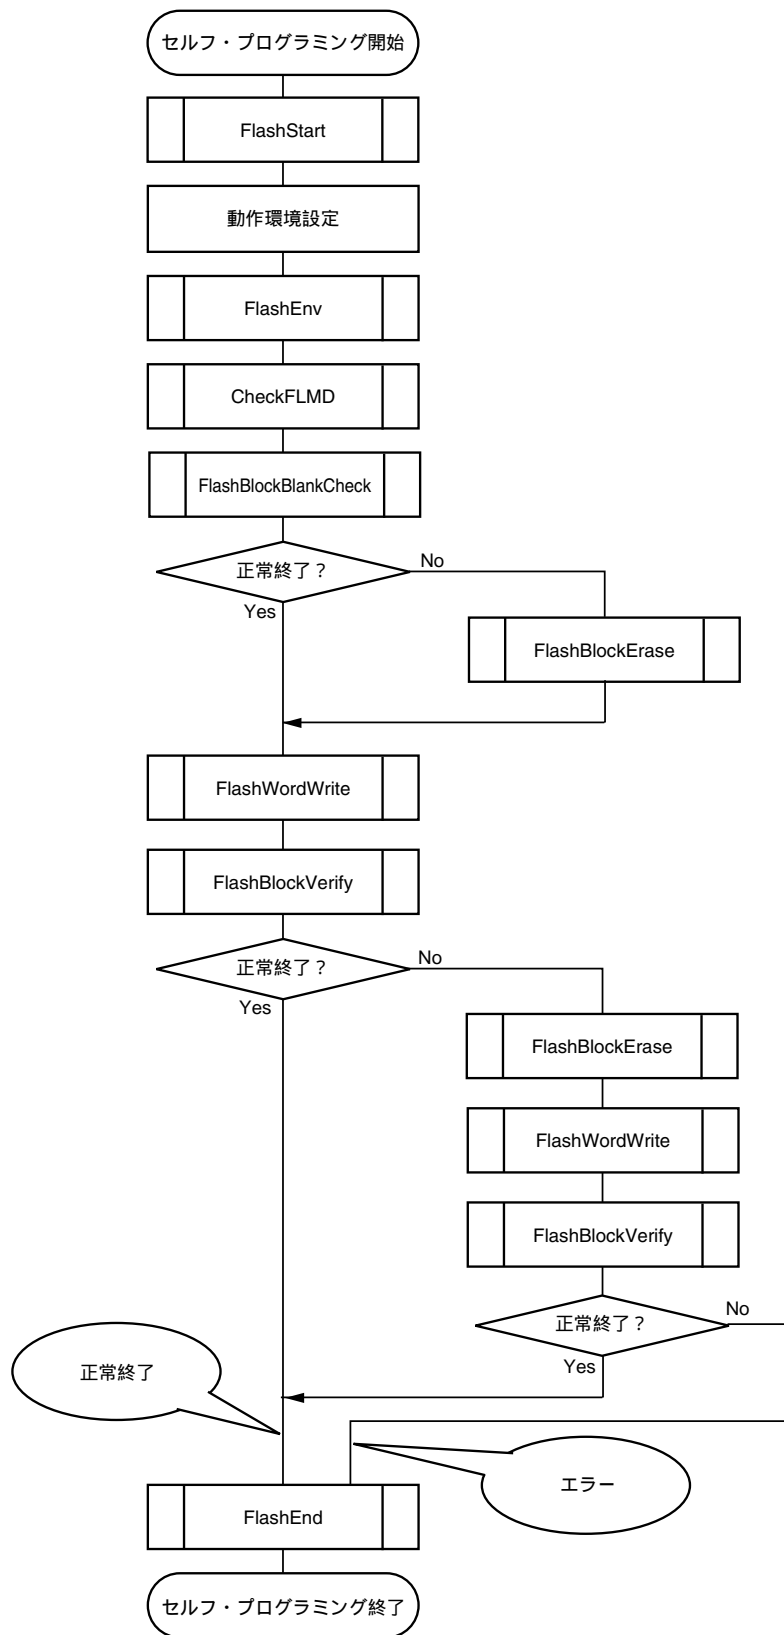 セルフ・プログラミング開始
FlashStart
動作環境設定
FlashEnv
CheckFLMD
FlashBlockBlankCheck
正常終了？
No
Yes
FlashBlockErase
FlashWordWrite
FlashBlockVerify
正常終了？
No
Yes
FlashBlockErase
FlashWordWrite
FlashBlockVerify
正常終了？
No
Yes
正常終了
エラー
FlashEnd
セルフ・プログラミング終了